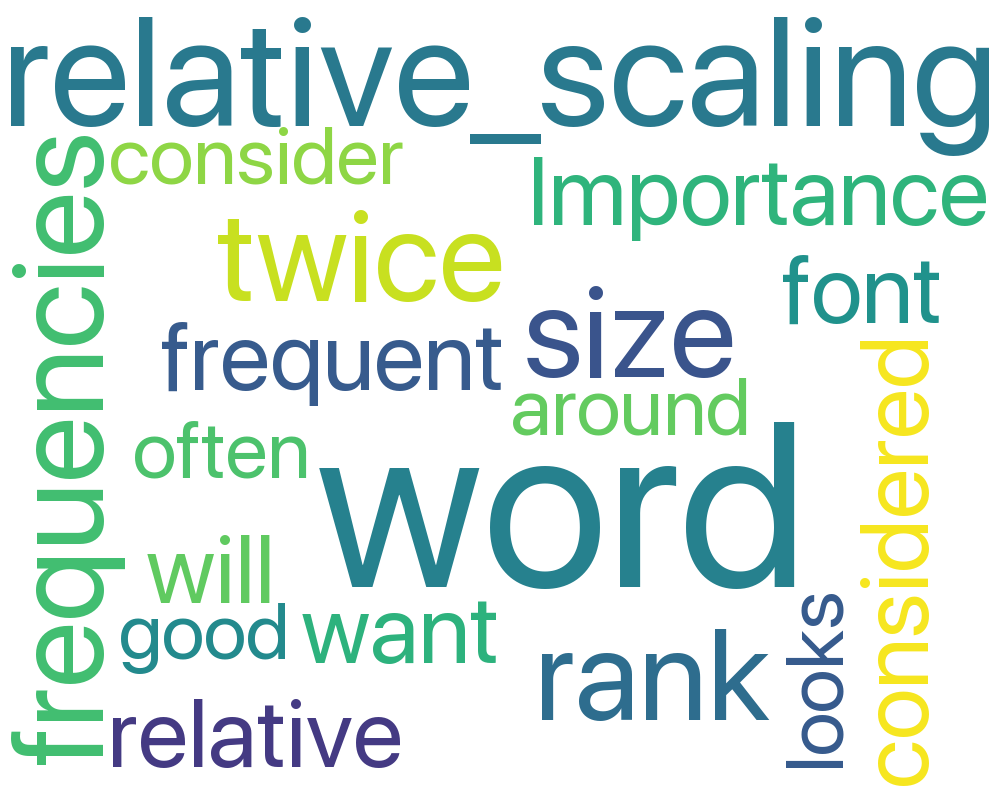 relative_scaling
consider
Importance
frequencies
twice
font
size
frequent
considered
around
often
word
will
looks
good
want
rank
relative